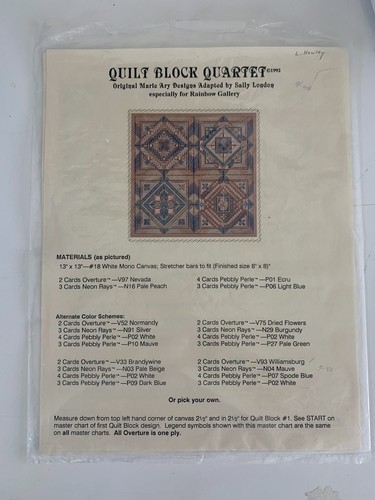 L. Hawley
QUILT BLOCK QUARTET ©1992
Original Marie Ary Designs Adapted by Sally London
especially for Rainbow Gallery
MATERIALS (as pictured)
13" x 13"—#18 White Mono Canvas; Stretcher bars to fit (Finished size 8" x 8)"
2 Cards Overture™—V97 Nevada 4 Cards Pebbly Perle™—P01 Ecru
3 Cards Neon Rays™—N16 Pale Peach 3 Cards Pebbly Perle™—P06 Light Blue
Alternate Color Schemes:
2 Cards Overture™—V52 Normandy 2 Cards Overture™—V75 Dried Flowers
3 Cards Neon Rays™—N91 Silver 3 Cards Neon Rays™—N29 Burgundy
4 Cards Pebbly Perle™—P02 White 4 Cards Pebbly Perle™—P02 White
3 Cards Pebbly Perle™—P10 Mauve 3 Cards Pebbly Perle™—P27 Pale Green
2 Cards Overture™—V33 Brandywine 2 Cards Overture™—V93 Williamsburg
3 Cards Neon Rays™—N03 Pale Beige 3 Cards Neon Rays™—N04 Mauve
4 Cards Pebbly Perle™—P02 White 4 Cards Pebbly Perle™—P07 Spode Blue
3 Cards Pebbly Perle™—P09 Dark Blue 3 Cards Pebbly Perle™—P02 White
Or pick your own.
Measure down from top left hand corner of canvas 2½" and in 2½" for Quilt Block #1. See START on
master chart of first Quilt Block design. Legend symbols shown with this master chart are the same
on all master charts. All Overture is one ply.